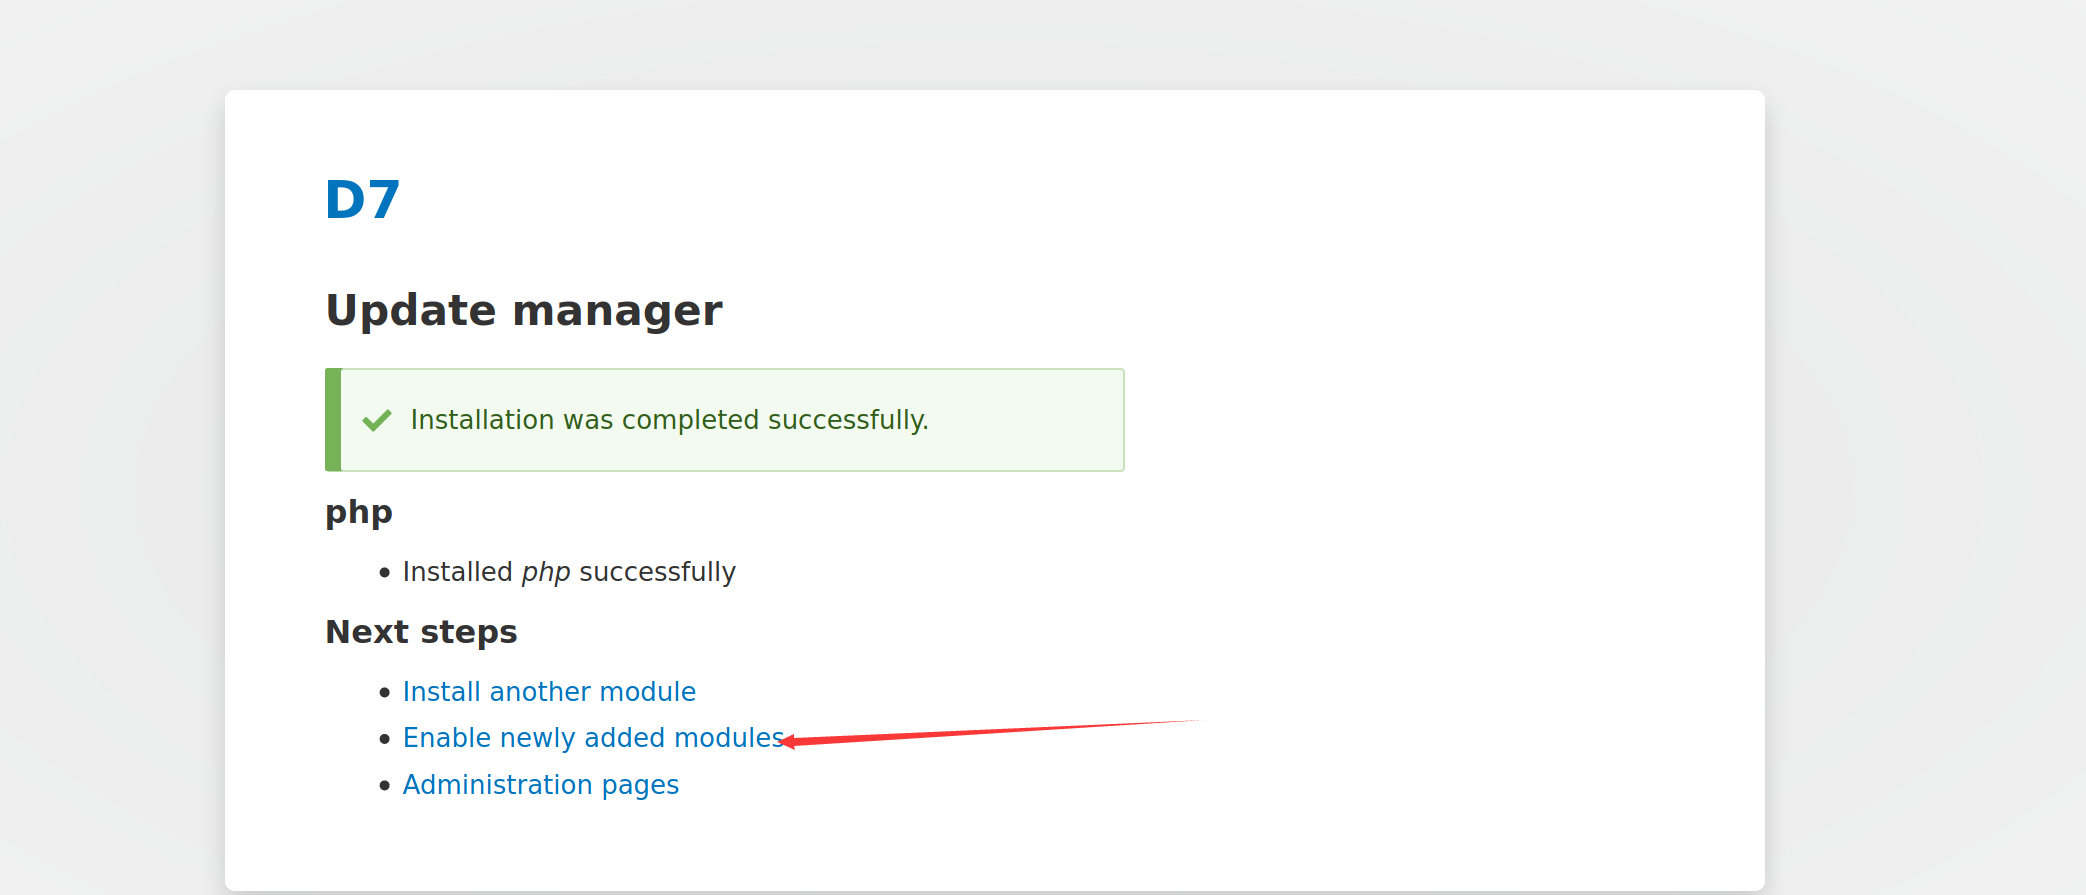 D7
Update manager
Installation was completed successfully.
php
Installed php successfully
Next steps
Install another module
Enable newly added modules
Administration pages